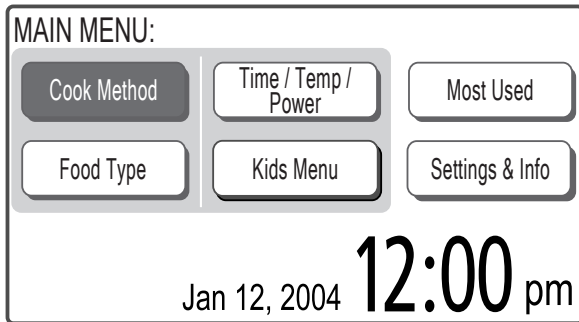 MAIN MENU:
Cook Method
Time / Temp /
Power
Most Used
Food Type
Kids Menu
Settings & Info
Jan 12, 2004 12:00 pm